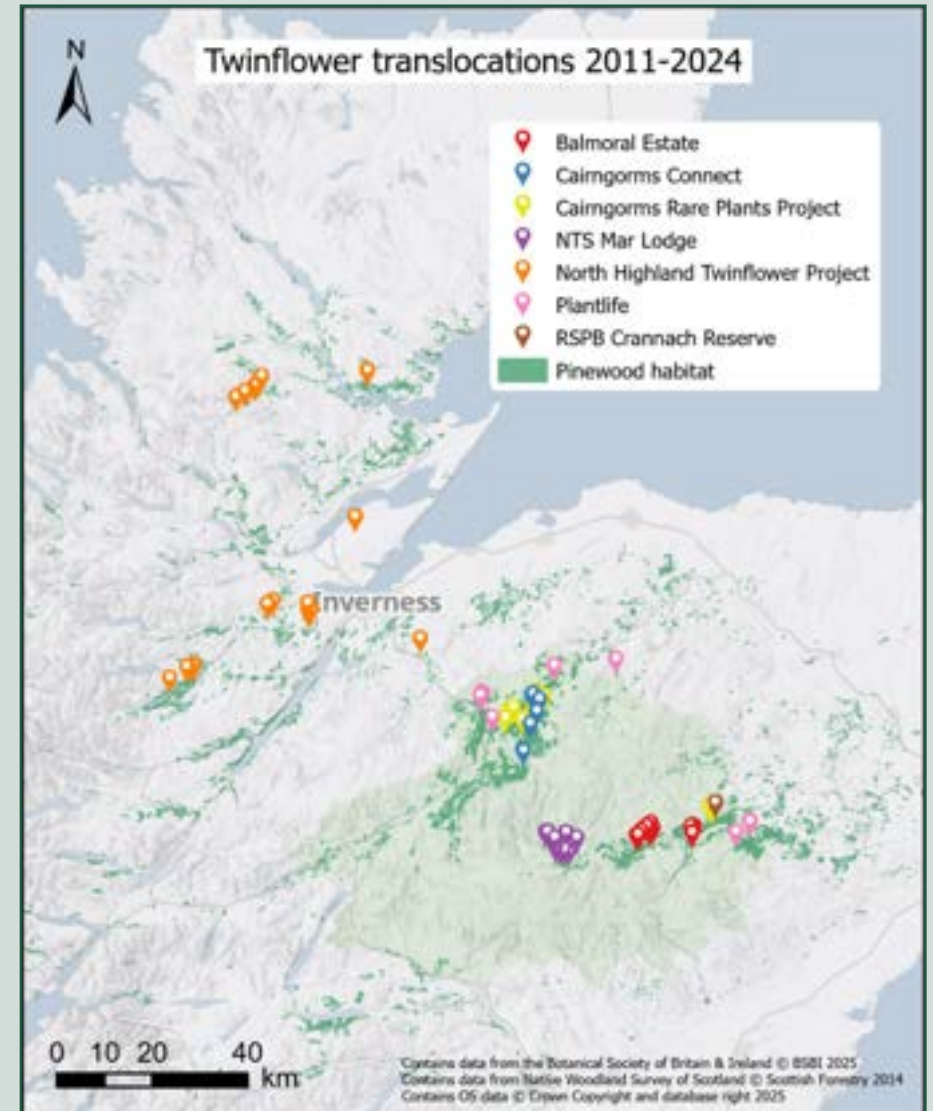 N
Twinflower translocations 2011-2024
Balmoral Estate
Cairngorms Connect
Cairngorms Rare Plants Project
NTS Mar Lodge
North Highland Twinflower Project
Plantlife
RSPB Crannach Reserve
Pinewood habitat
Inverness
0 10 20 40
km
Contains data from the Botanical Society of Britain & Ireland © BSBI 2025
Contains data from Native Woodland Survey of Scotland © Scottish Forestry 2014
Contains OS data © Crown Copyright and database right 2025